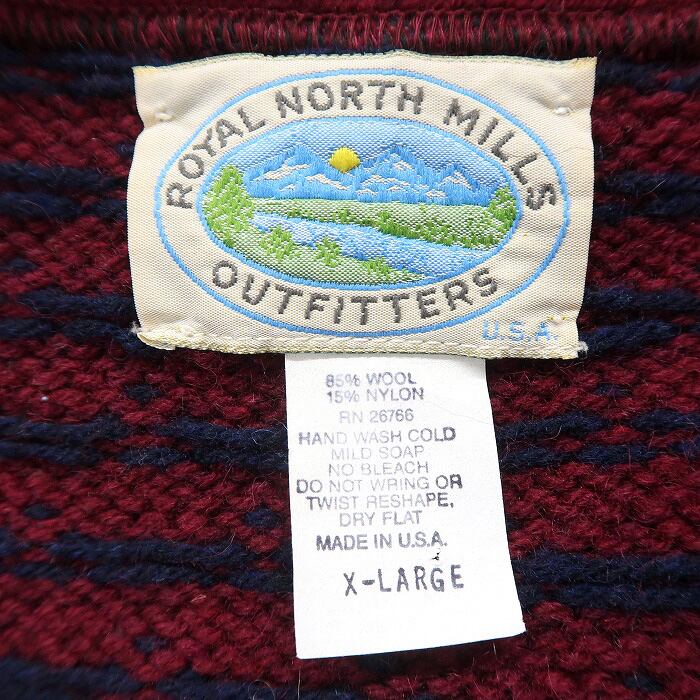 ROYAL NORTH MILLS
OUTFITTERS
U.S.A.
85% WOOL
15% NYLON
RN 26766
HAND WASH COLD
MILD SOAP
NO BLEACH
DO NOT WRING OR
TWIST RESHAPE,
DRY FLAT
MADE IN U.S.A.
X-LARGE